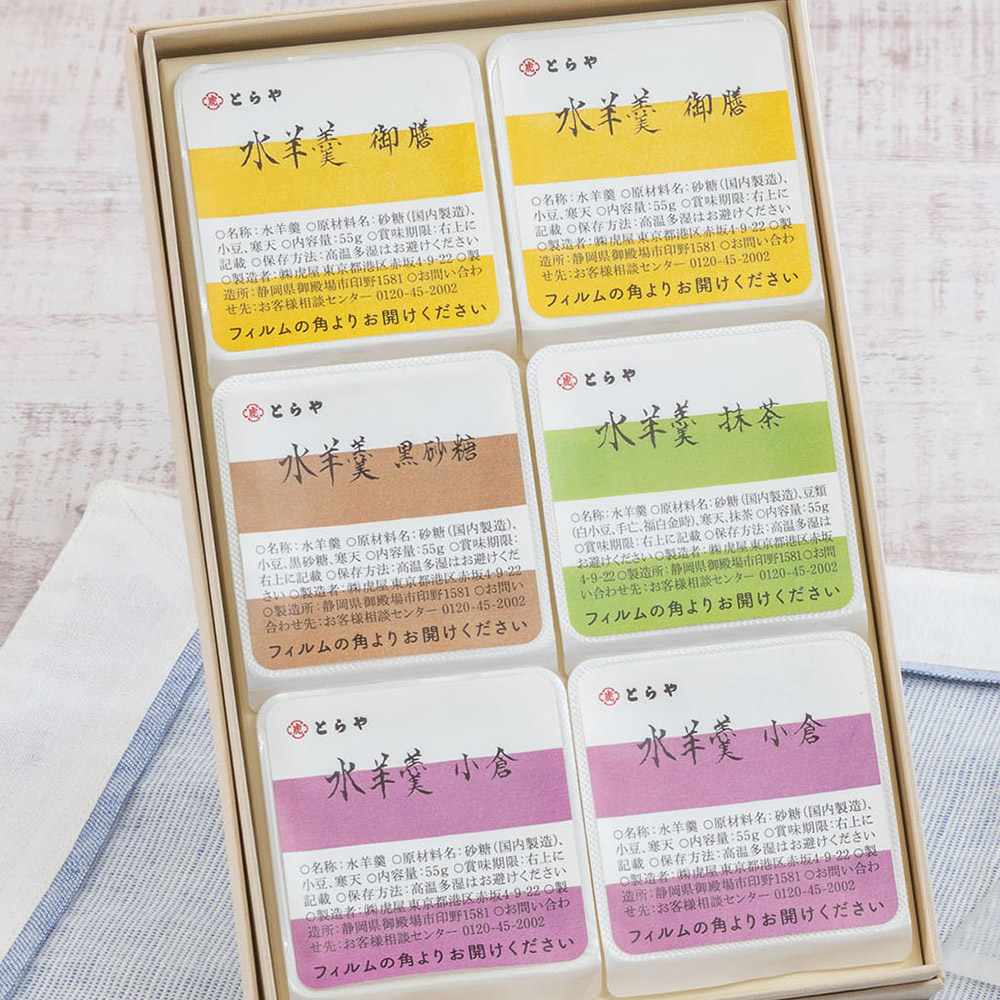 虎 とらや
水羊羹 御膳
○名称：水羊羹 ○原材料名：砂糖（国内製造）、
小豆、寒天 ○内容量：55g ○賞味期限：右上に
記載 ○保存方法：高温多湿はお避けください
○製造者：㈱虎屋 東京都港区赤坂4-9-22 ○製
造所：静岡県御殿場市印野1581 ○お問い合わ
せ先：お客様相談センター 0120-45-2002
フィルムの角よりお開けください
虎 とらや
水羊羹 御膳
○名称：水羊羹 ○原材料名：砂糖（国内製造）、
小豆、寒天 ○内容量：55g ○賞味期限：右上に
記載 ○保存方法：高温多湿はお避けください
○製造者：㈱虎屋 東京都港区赤坂4-9-22 ○製
造所：静岡県御殿場市印野1581 ○お問い合わ
せ先：お客様相談センター 0120-45-2002
フィルムの角よりお開けください
虎 とらや
水羊羹 黒砂糖
○名称：水羊羹 ○原材料名：砂糖（国内製造）、
小豆、黒砂糖、寒天 ○内容量：55g ○賞味期限：
右上に記載 ○保存方法：高温多湿はお避けくだ
さい ○製造者：㈱虎屋 東京都港区赤坂4-9-22
○製造所：静岡県御殿場市印野1581 ○お問い
合わせ先：お客様相談センター 0120-45-2002
フィルムの角よりお開けください
虎 とらや
水羊羹 抹茶
○名称：水羊羹 ○原材料名：砂糖（国内製造）、豆類
（白小豆、手亡、福白金時）、寒天、抹茶 ○内容量：55g
○賞味期限：右上に記載 ○保存方法：高温多湿は
お避けください ○製造者：㈱虎屋 東京都港区赤坂
4-9-22 ○製造所：静岡県御殿場市印野1581 ○お問
い合わせ先：お客様相談センター 0120-45-2002
フィルムの角よりお開けください
虎 とらや
水羊羹 小倉
○名称：水羊羹 ○原材料名：砂糖（国内製造）、
小豆、寒天 ○内容量：55g ○賞味期限：右上に
記載 ○保存方法：高温多湿はお避けください
○製造者：㈱虎屋 東京都港区赤坂4-9-22 ○製
造所：静岡県御殿場市印野1581 ○お問い合わ
せ先：お客様相談センター 0120-45-2002
フィルムの角よりお開けください
虎 とらや
水羊羹 小倉
○名称：水羊羹 ○原材料名：砂糖（国内製造）、
小豆、寒天 ○内容量：55g ○賞味期限：右上に
記載 ○保存方法：高温多湿はお避けください
○製造者：㈱虎屋 東京都港区赤坂4-9-22 ○製
造所：静岡県御殿場市印野1581 ○お問い合わ
せ先：お客様相談センター 0120-45-2002
フィルムの角よりお開けください